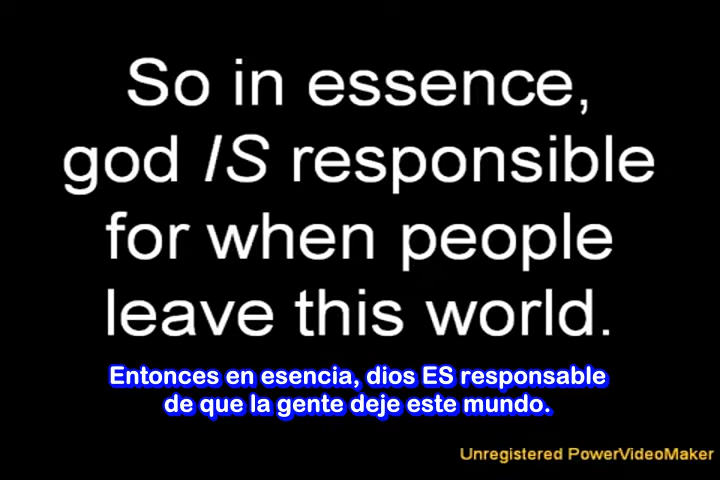 So in essence,
god IS responsible
for when people
leave this world.
Entonces en esencia, dios ES responsable
de que la gente deje este mundo.
Unregistered PowerVideoMaker